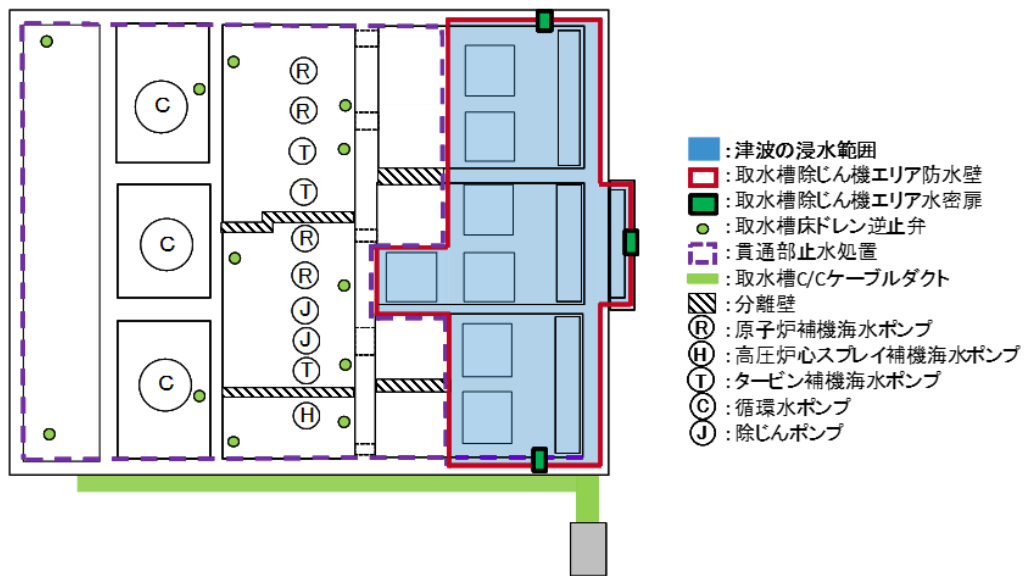 C
C
C
R
R
T
T
R
R
J
J
T
H
:津波の浸水範囲
:取水槽除じん機エリア防水壁
:取水槽除じん機エリア水密扉
:取水槽床ドレン逆止弁
:貫通部止水処置
:取水槽C/Cケーブルダクト
:分離壁
R :原子炉補機海水ポンプ
H :高圧炉心スプレイ補機海水ポンプ
T :タービン補機海水ポンプ
C :循環水ポンプ
J :除じんポンプ